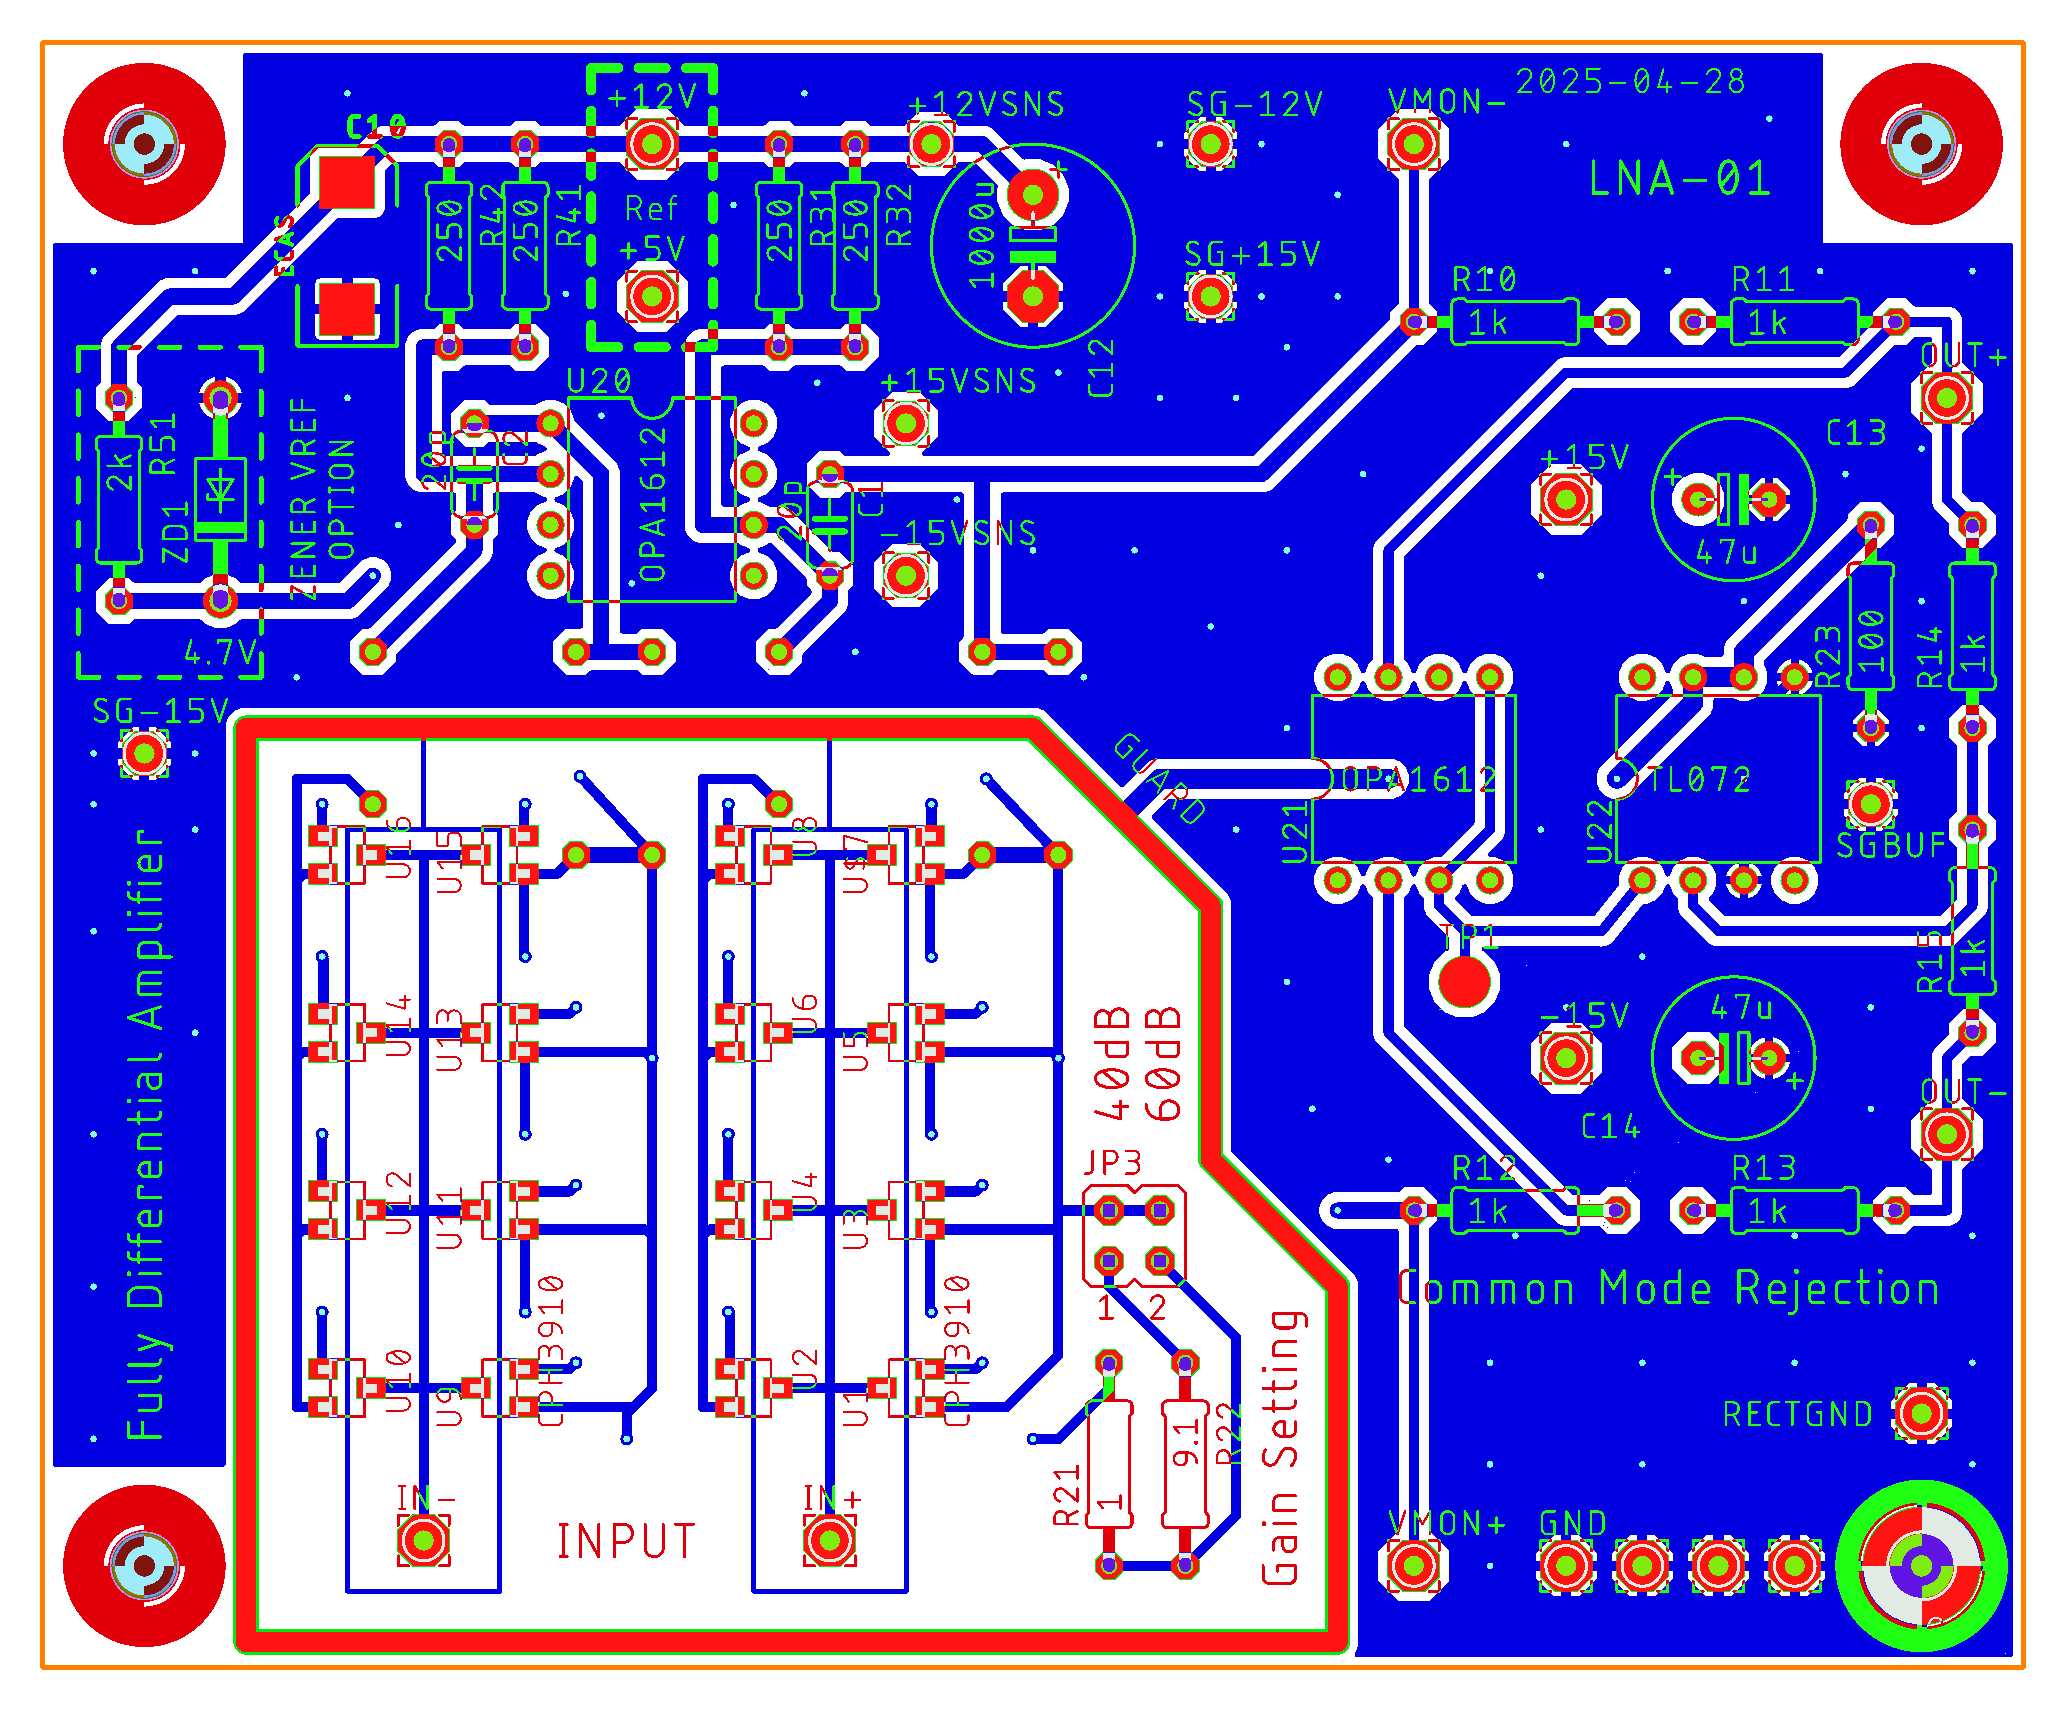 2025-04-28
LNA-01
C10
ECAS
+12V
Ref
+5V
+12VSNS
SG-12V
VMON-
SG+15V
250
R42
250
R41
250
R31
250
R32
1000u
+
C12
R10
1k
R11
1k
OUT+
R51
2k
ZD1
ZENER VREF
OPTION
4.7V
20p
C2
U20
OPA1612
+15VSNS
20p
C1
-15VSNS
+15V
+
47u
C13
R23
100
R14
1k
SG-15V
GUARD
U21
OPA1612
U22
TL072
SGBUF
TP1
R15
1k
-15V
47u
+
C14
OUT-
R12
1k
R13
1k
Common Mode Rejection
RECTGND
VMON+
GND
Fully Differential Amplifier
U16
U15
U8
U$7
U14
U13
U6
U5
U12
U11
U4
U3
U10
U9
CPH3910
U2
U1
CPH3910
40dB
60dB
JP3
1
2
R21
1
9.1
R22
Gain Setting
IN-
IN+
INPUT